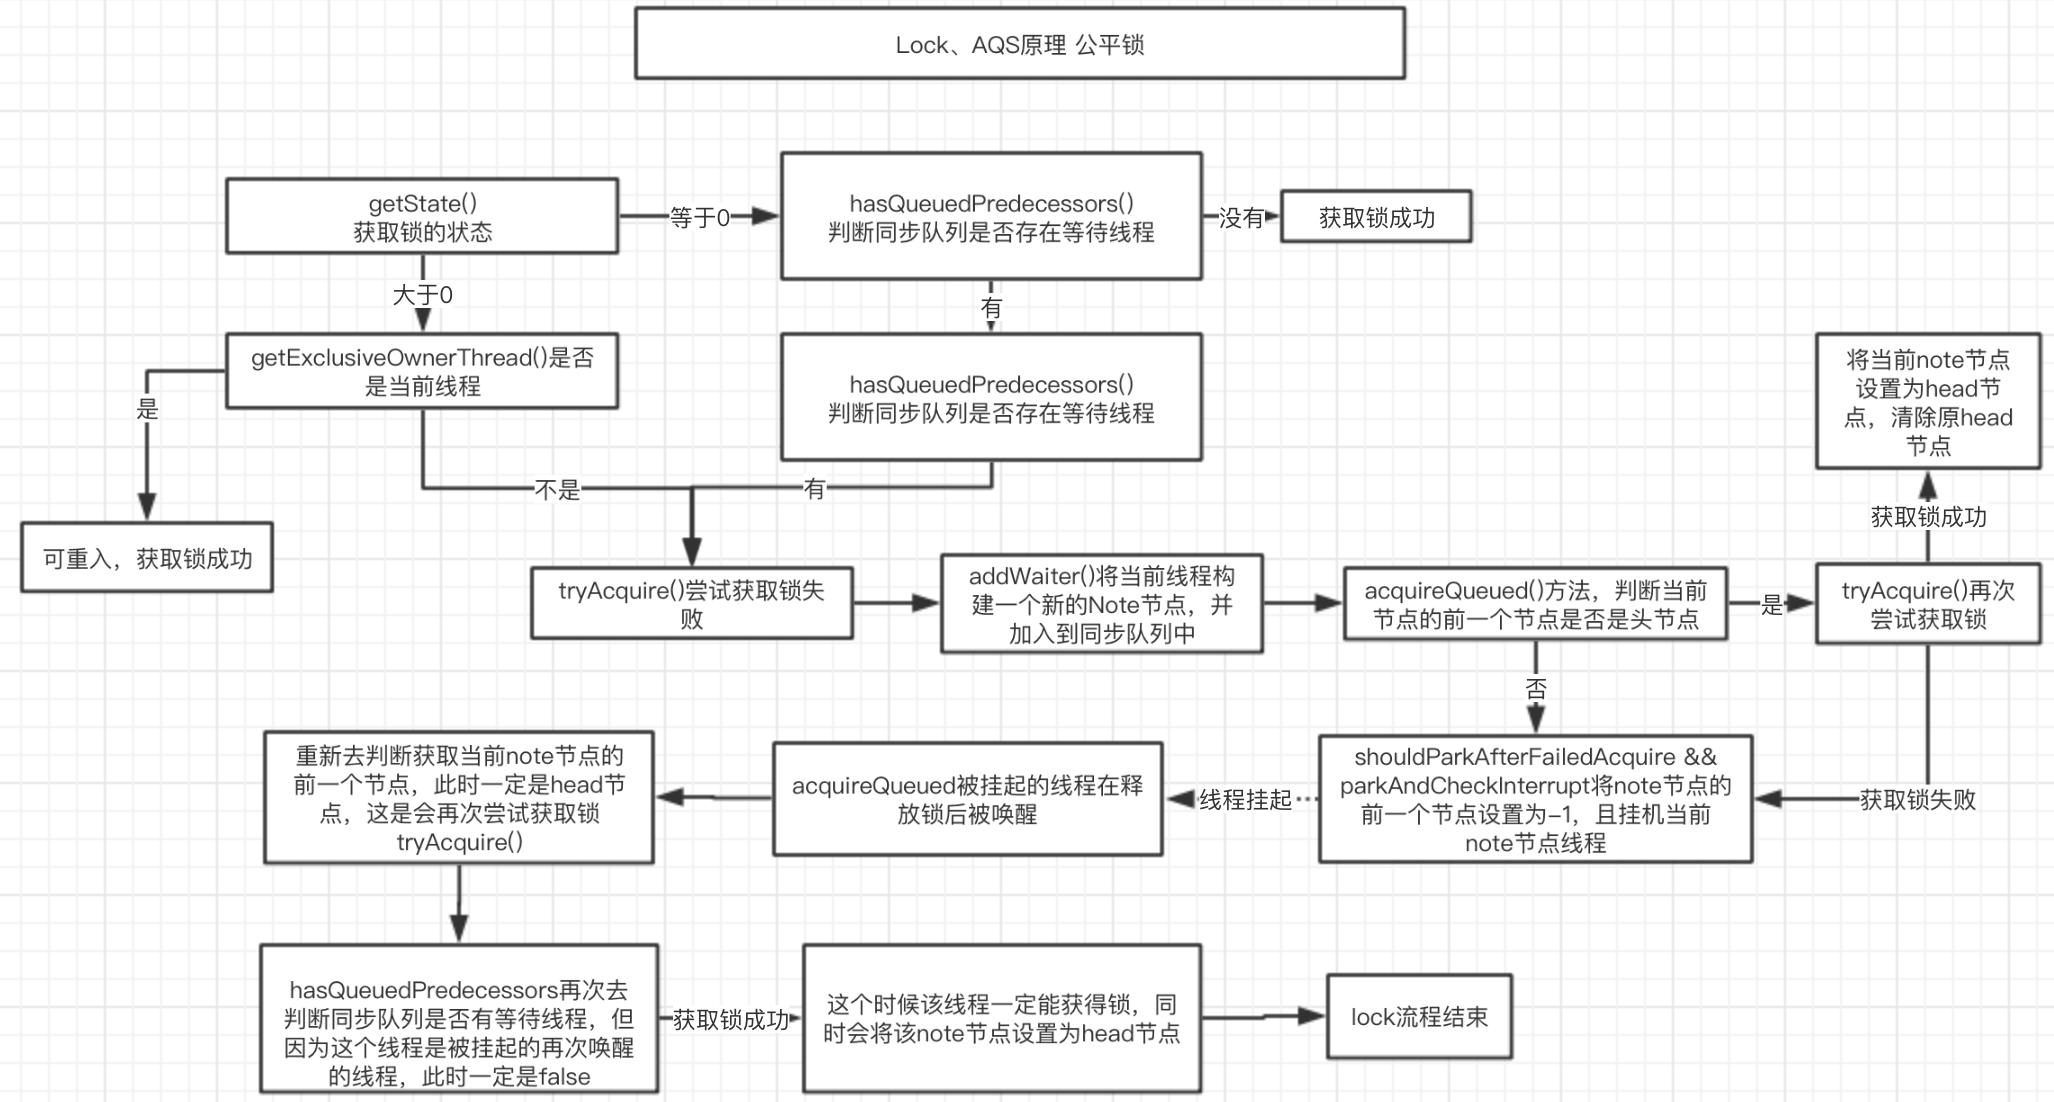 Lock、AQS原理 公平锁
getState()
获取锁的状态
等于0
hasQueuedPredecessors()
判断同步队列是否存在等待线程
没有
获取锁成功
大于0
有
getExclusiveOwnerThread()是否
是当前线程
hasQueuedPredecessors()
判断同步队列是否存在等待线程
将当前note节点
设置为head节
点，清除原head
节点
是
不是
有
获取锁成功
可重入，获取锁成功
tryAcquire()尝试获取锁失
败
addWaiter()将当前线程构
建一个新的Note节点，并
加入到同步队列中
acquireQueued()方法，判断当前
节点的前一个节点是否是头节点
是
tryAcquire()再次
尝试获取锁
否
重新去判断获取当前note节点的
前一个节点，此时一定是head节
点，这是会再次尝试获取锁
tryAcquire()
acquireQueued被挂起的线程在释
放锁后被唤醒
线程挂起
shouldParkAfterFailedAcquire &&
parkAndCheckInterrupt将note节点的
前一个节点设置为-1，且挂机当前
note节点线程
获取锁失败
hasQueuedPredecessors再次去
判断同步队列是否有等待线程，但
因为这个线程是被挂起的再次唤醒
的线程，此时一定是false
获取锁成功
这个时候该线程一定能获得锁，同
时会将该note节点设置为head节点
lock流程结束